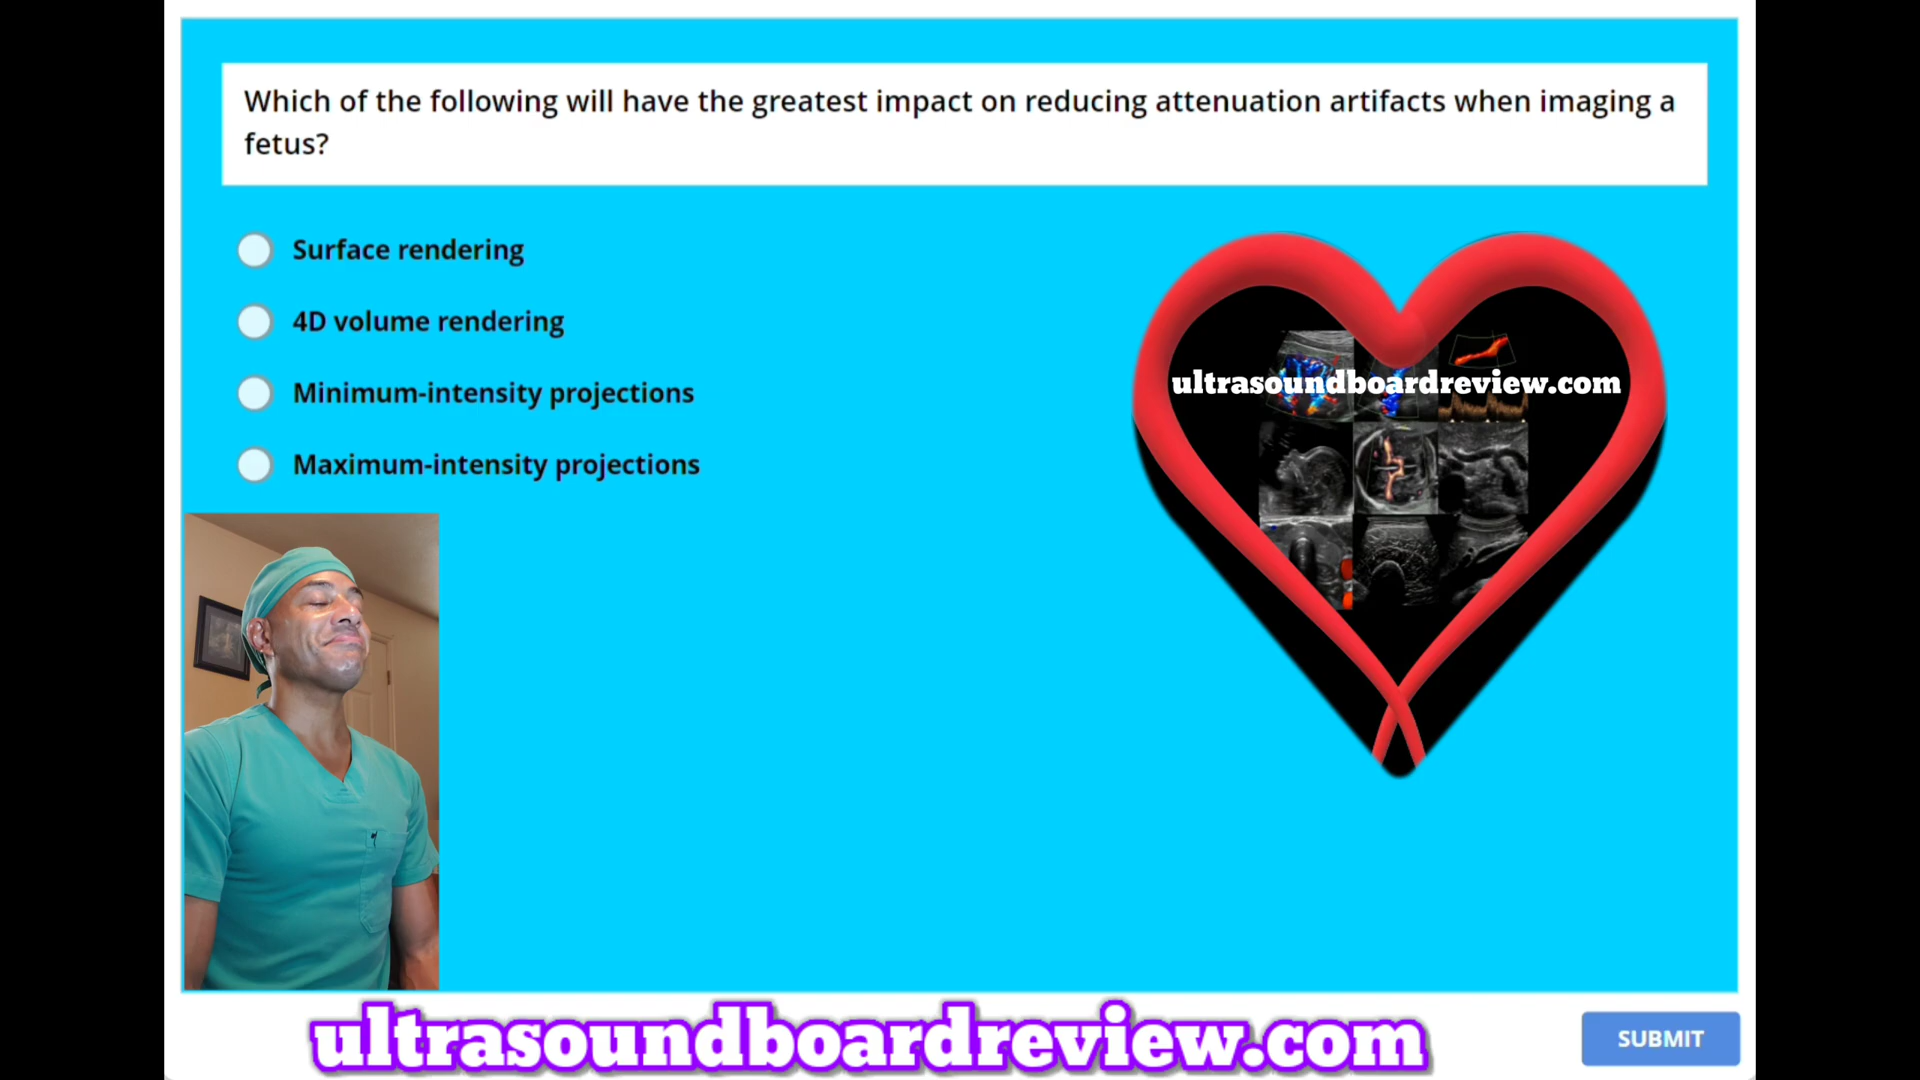 Which of the following will have the greatest impact on reducing attenuation artifacts when imaging a
fetus?
Surface rendering
4D volume rendering
Minimum-intensity projections
Maximum-intensity projections
ultrasoundboardreview.com
ultrasoundboardreview.com
SUBMIT